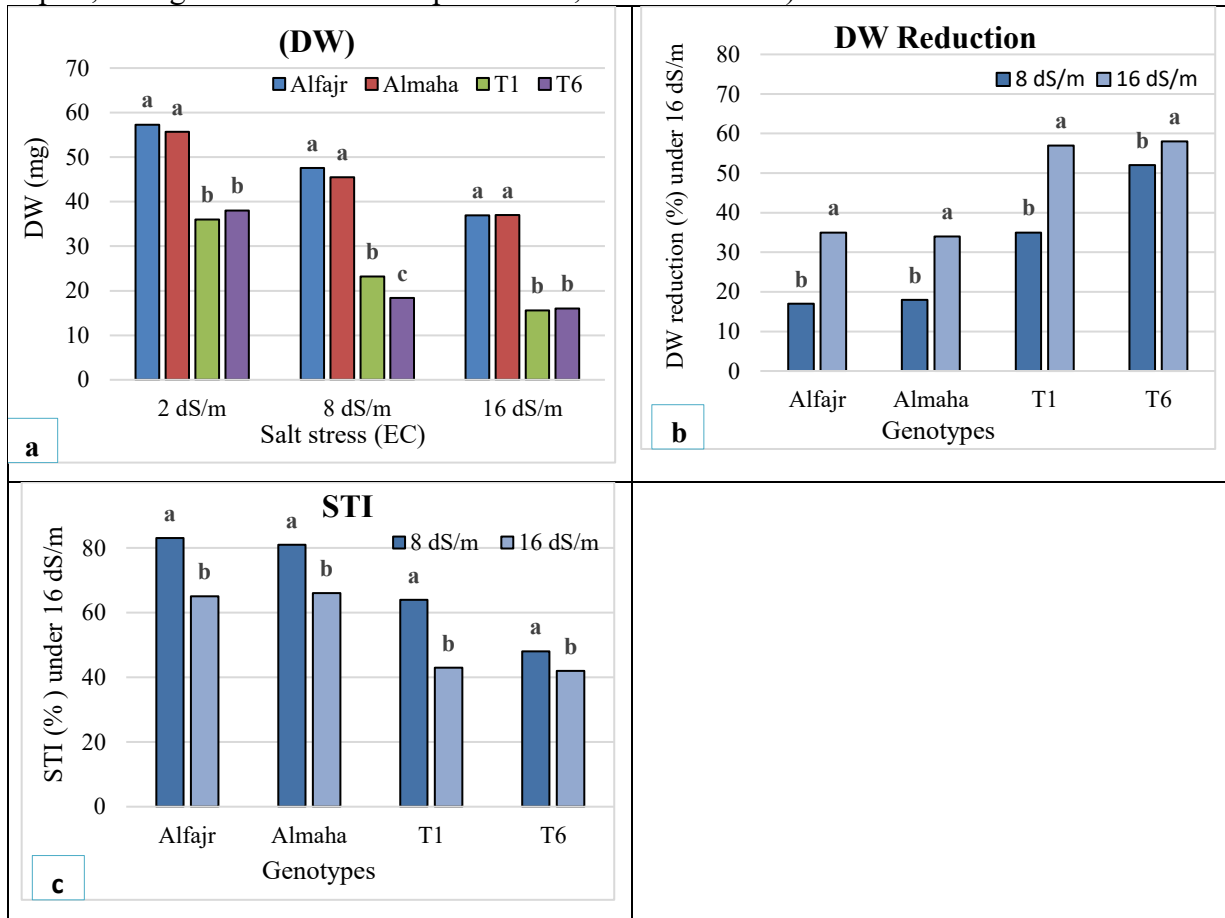 (DW)
Alfajr Almaha T1 T6
70
60
50
40
30
20
10
0
DW (mg)
a a b b
a a b c
a a b b
2 dS/m 8 dS/m 16 dS/m
Salt stress (EC)
a
DW Reduction
8 dS/m 16 dS/m
80
70
60
50
40
30
20
10
0
DW reduction (%) under 16 dS/m
b a b a b a b a
Alfajr Almaha T1 T6
Genotypes
b
STI
8 dS/m 16 dS/m
80
60
40
20
0
STI (% ) under 16 dS/m
a b a b a b a b
Alfajr Almaha T1 T6
Genotypes
c